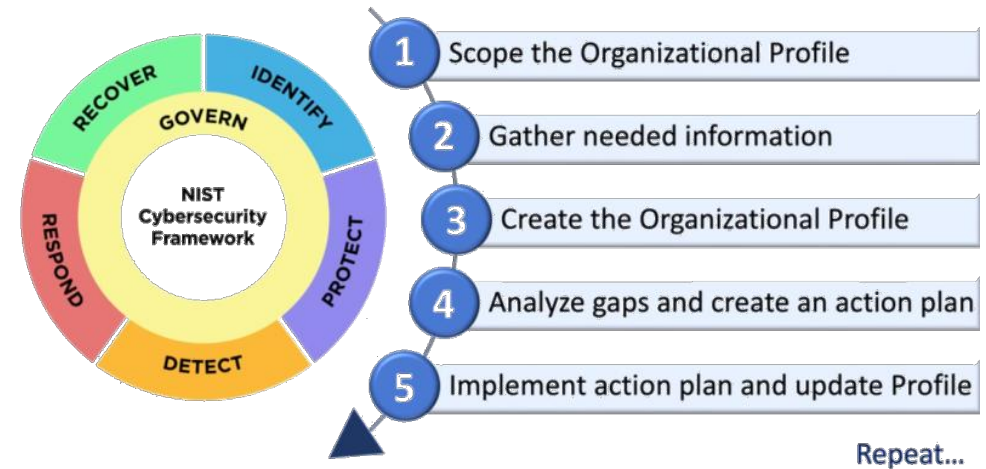 RECOVER
IDENTIFY
GOVERN
NIST
Cybersecurity
Framework
RESPOND
PROTECT
DETECT
1 Scope the Organizational Profile
2 Gather needed information
3 Create the Organizational Profile
4 Analyze gaps and create an action plan
5 Implement action plan and update Profile
Repeat...